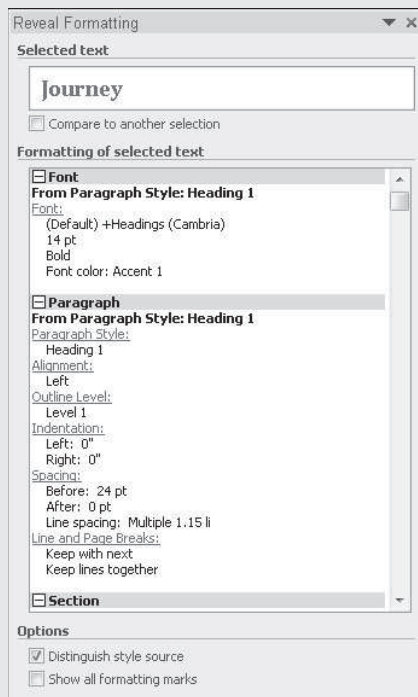 Reveal Formatting
Selected text
Journey
Compare to another selection
Formatting of selected text
Font
From Paragraph Style: Heading 1
Font:
(Default) +Headings (Cambria)
14 pt
Bold
Font color: Accent 1
Paragraph
From Paragraph Style: Heading 1
Paragraph Style:
Heading 1
Alignment:
Left
Outline Level:
Level 1
Indentation:
Left:  0"
Right:  0"
Spacing:
Before:  24 pt
After:  0 pt
Line spacing:  Multiple 1.15 li
Line and Page Breaks:
Keep with next
Keep lines together
Section
Options
Distinguish style source
Show all formatting marks